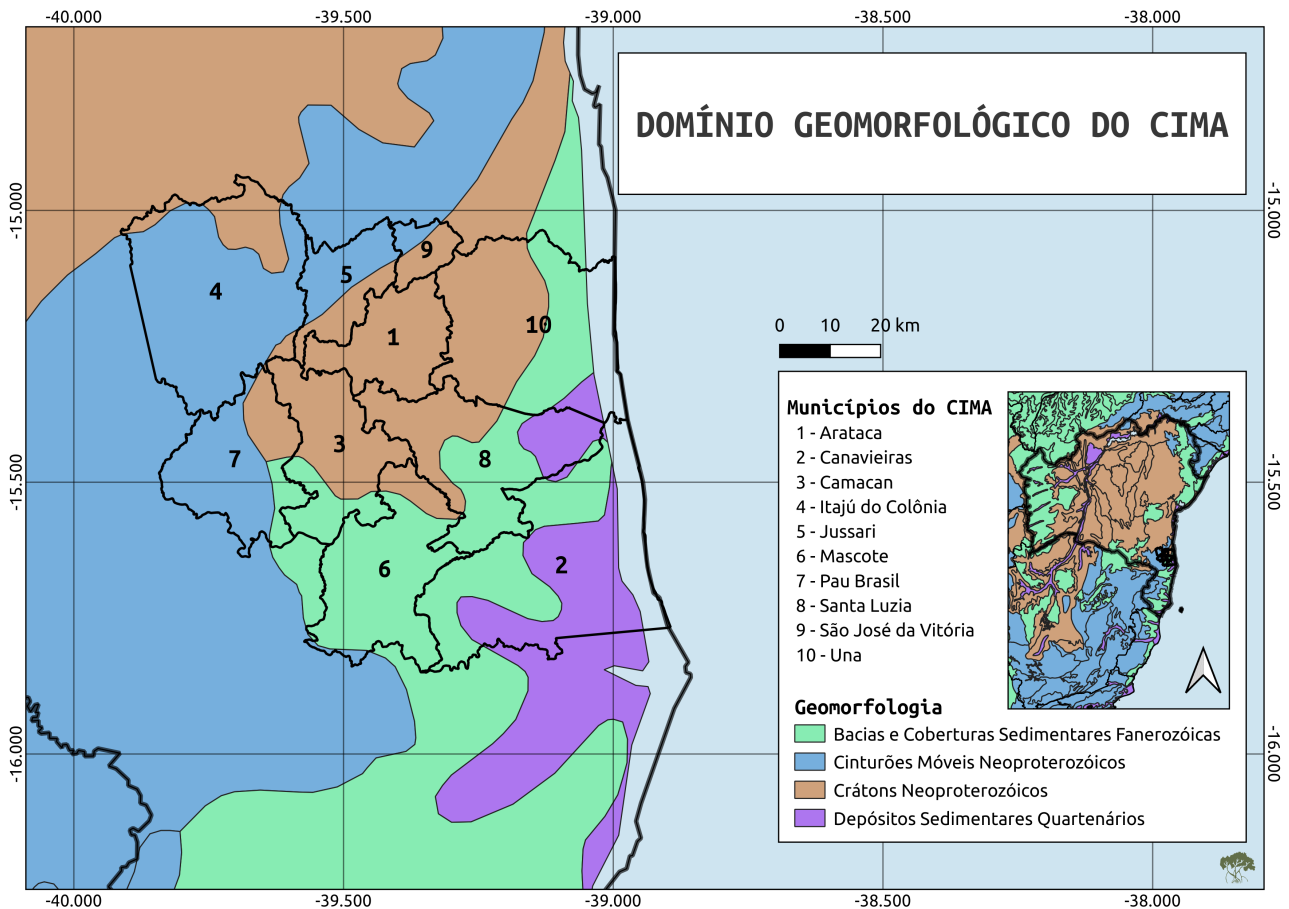 -40.000 -39.500 -39.000 -38.500 -38.000
DOMÍNIO GEOMORFOLÓGICO DO CIMA
-15.000 -15.000
9
5
4
10
1
0 10 20 km
3
7
8
-15.500 -15.500
2
6
Municípios do CIMA
1 - Arataca
2 - Canavieiras
3 - Camacan
4 - Itajú do Colônia
5 - Jussari
6 - Mascote
7 - Pau Brasil
8 - Santa Luzia
9 - São José da Vitória
10 - Una
Geomorfologia
Bacias e Coberturas Sedimentares Fanerozóicas
Cinturões Móveis Neoproterozóicos
Crátons Neoproterozóicos
Depósitos Sedimentares Quartenários
-16.000 -16.000
-40.000 -39.500 -39.000 -38.500 -38.000